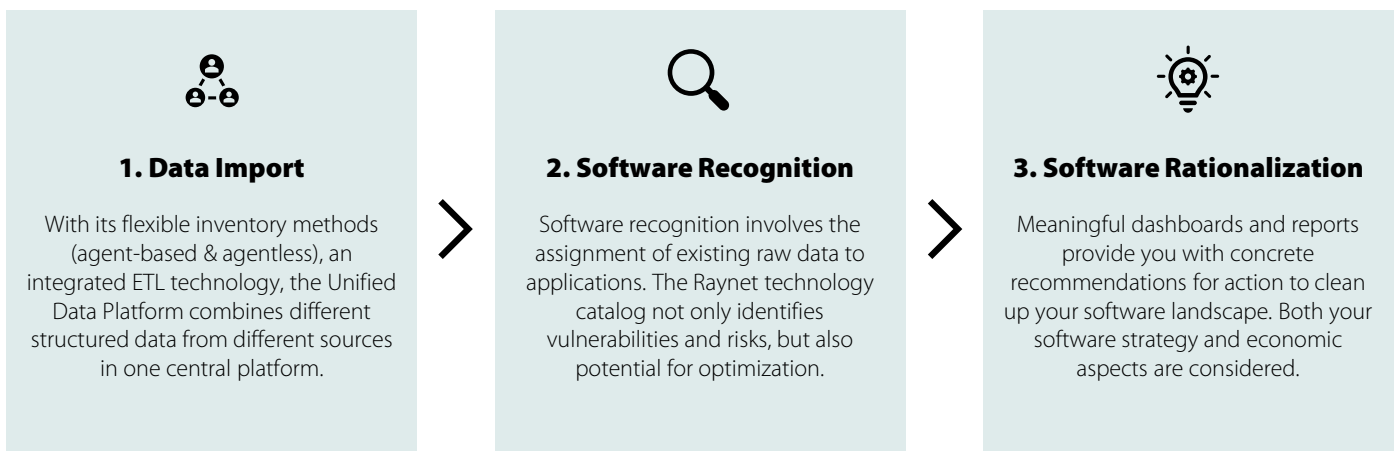 1. Data Import
With its flexible inventory methods
(agent-based & agentless), an
integrated ETL technology, the Unified
Data Platform combines different
structured data from different sources
in one central platform.
2. Software Recognition
Software recognition involves the
assignment of existing raw data to
applications. The Raynet technology
catalog not only identifies
vulnerabilities and risks, but also
potential for optimization.
3. Software Rationalization
Meaningful dashboards and reports
provide you with concrete
recommendations for action to clean
up your software landscape. Both your
software strategy and economic
aspects are considered.